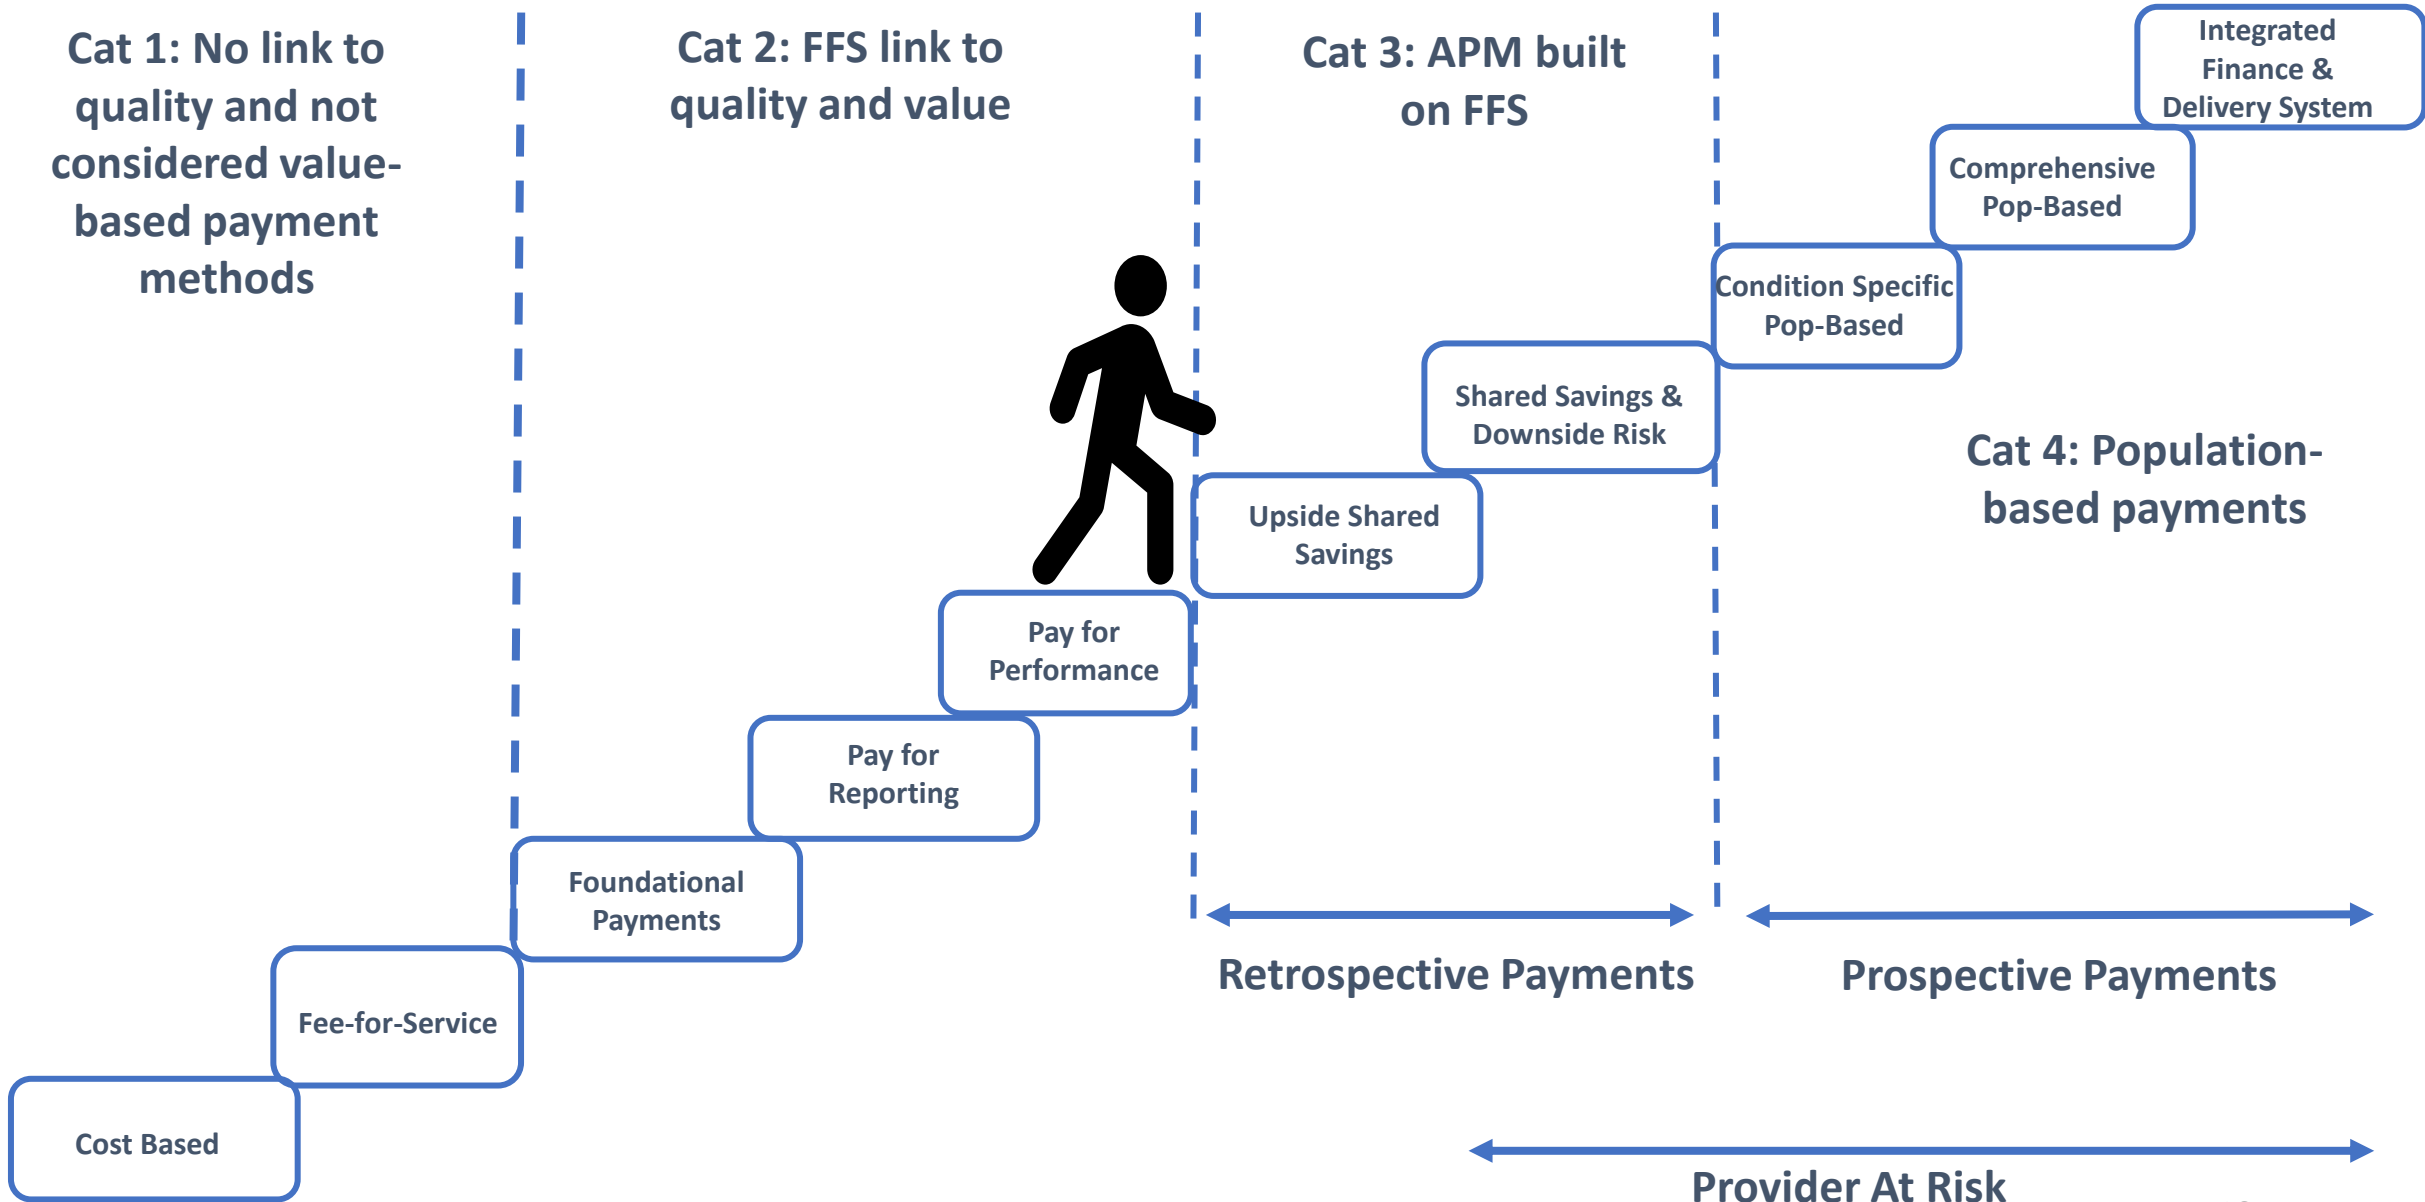 Cat 1: No link to
quality and not
considered value-
based payment
methods
Cat 2: FFS link to
quality and value
Cat 3: APM built
on FFS
Integrated
Finance &
Delivery System
Comprehensive
Pop-Based
Condition Specific
Pop-Based
Shared Savings &
Downside Risk
Cat 4: Population-
based payments
Upside Shared
Savings
Pay for
Performance
Pay for
Reporting
Foundational
Payments
Retrospective Payments
Prospective Payments
Fee-for-Service
Cost Based
Provider At Risk